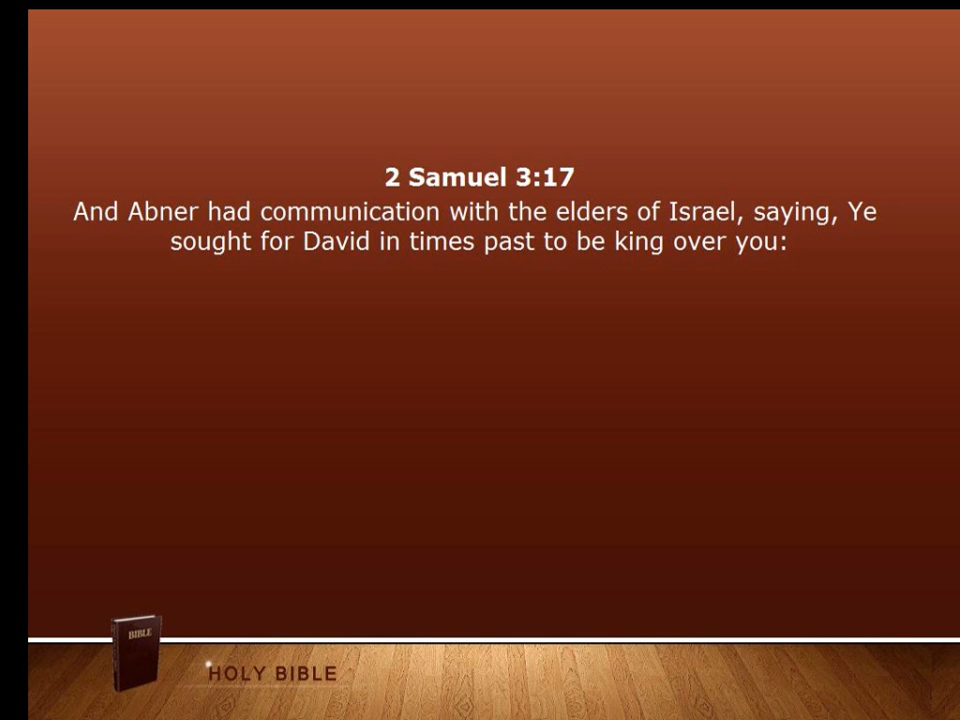 2 Samuel 3:17
And Abner had communication with the elders of Israel, saying, Ye
sought for David in times past to be king over you:
BIBLE
HOLY BIBLE